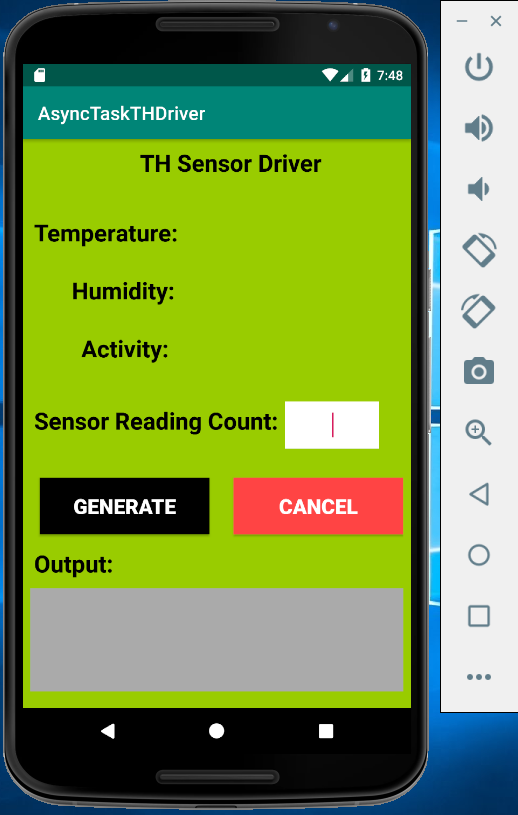 7:48
AsyncTaskTHDriver
TH Sensor Driver
Temperature:
Humidity:
Activity:
Sensor Reading Count:
GENERATE CANCEL
Output: